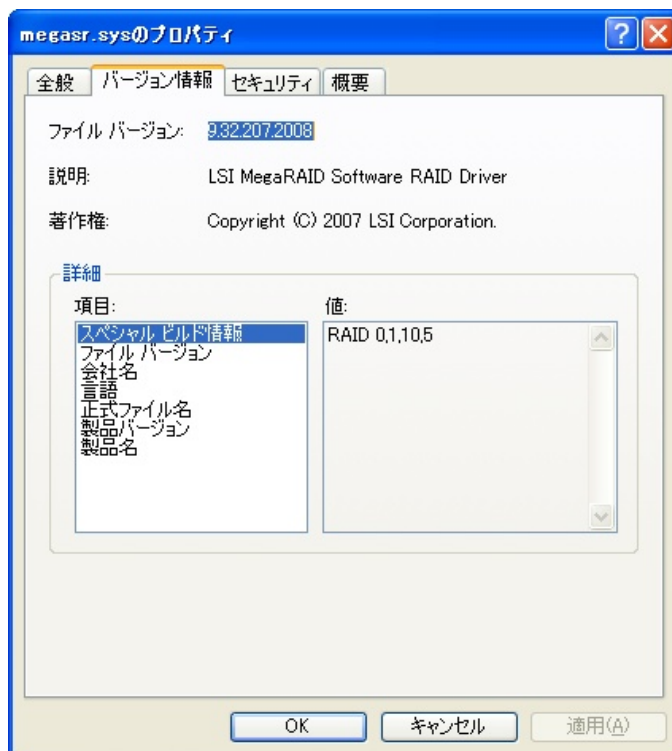 megasr.sysのプロパティ
全般 バージョン情報 セキュリティ 概要
ファイル バージョン: 9.32.207.2008
説明: LSI MegaRAID Software RAID Driver
著作権: Copyright (C) 2007 LSI Corporation.
詳細
項目: 値:
スペシャル ビルド情報 RAID 0,1,10,5
ファイル バージョン
会社名
言語
正式ファイル名
製品バージョン
製品名
OK キャンセル 適用(A)